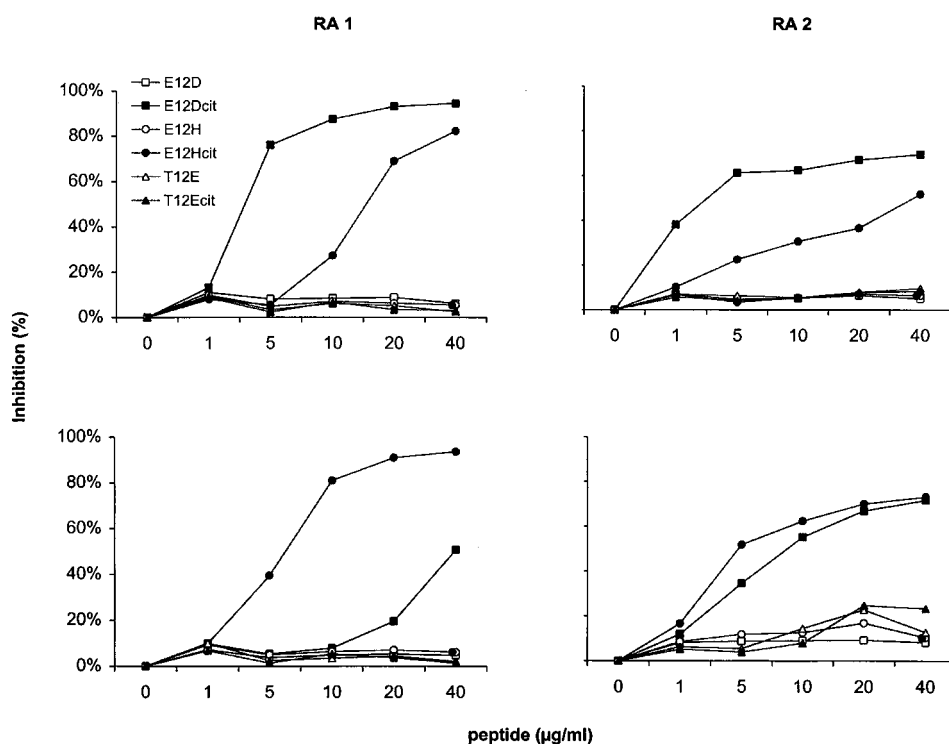 RA 1
RA 2
E12D
E12Dcit
E12H
E12Hcit
T12E
T12Ecit
100%
80%
60%
40%
20%
0%
0 1 5 10 20 40
0 1 5 10 20 40
Inhibition (%)
100%
80%
60%
40%
20%
0%
0 1 5 10 20 40
0 1 5 10 20 40
peptide (µg/ml)